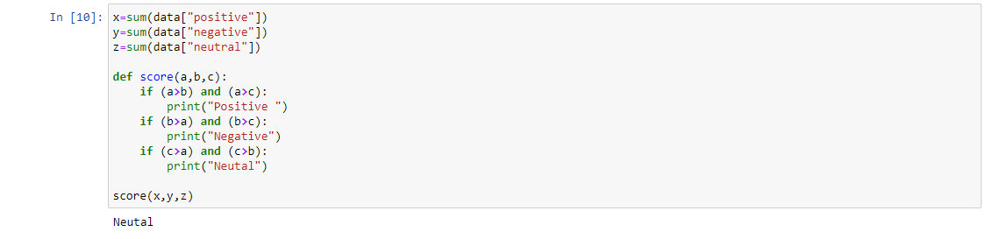 In [10]: x=sum(data["positive"])
y=sum(data["negative"])
z=sum(data["neutral"])
def score(a,b,c):
    if (a>b) and (a>c):
        print("Positive ")
    if (b>a) and (b>c):
        print("Negative")
    if (c>a) and (c>b):
        print("Neutal")
score(x,y,z)
Neutal